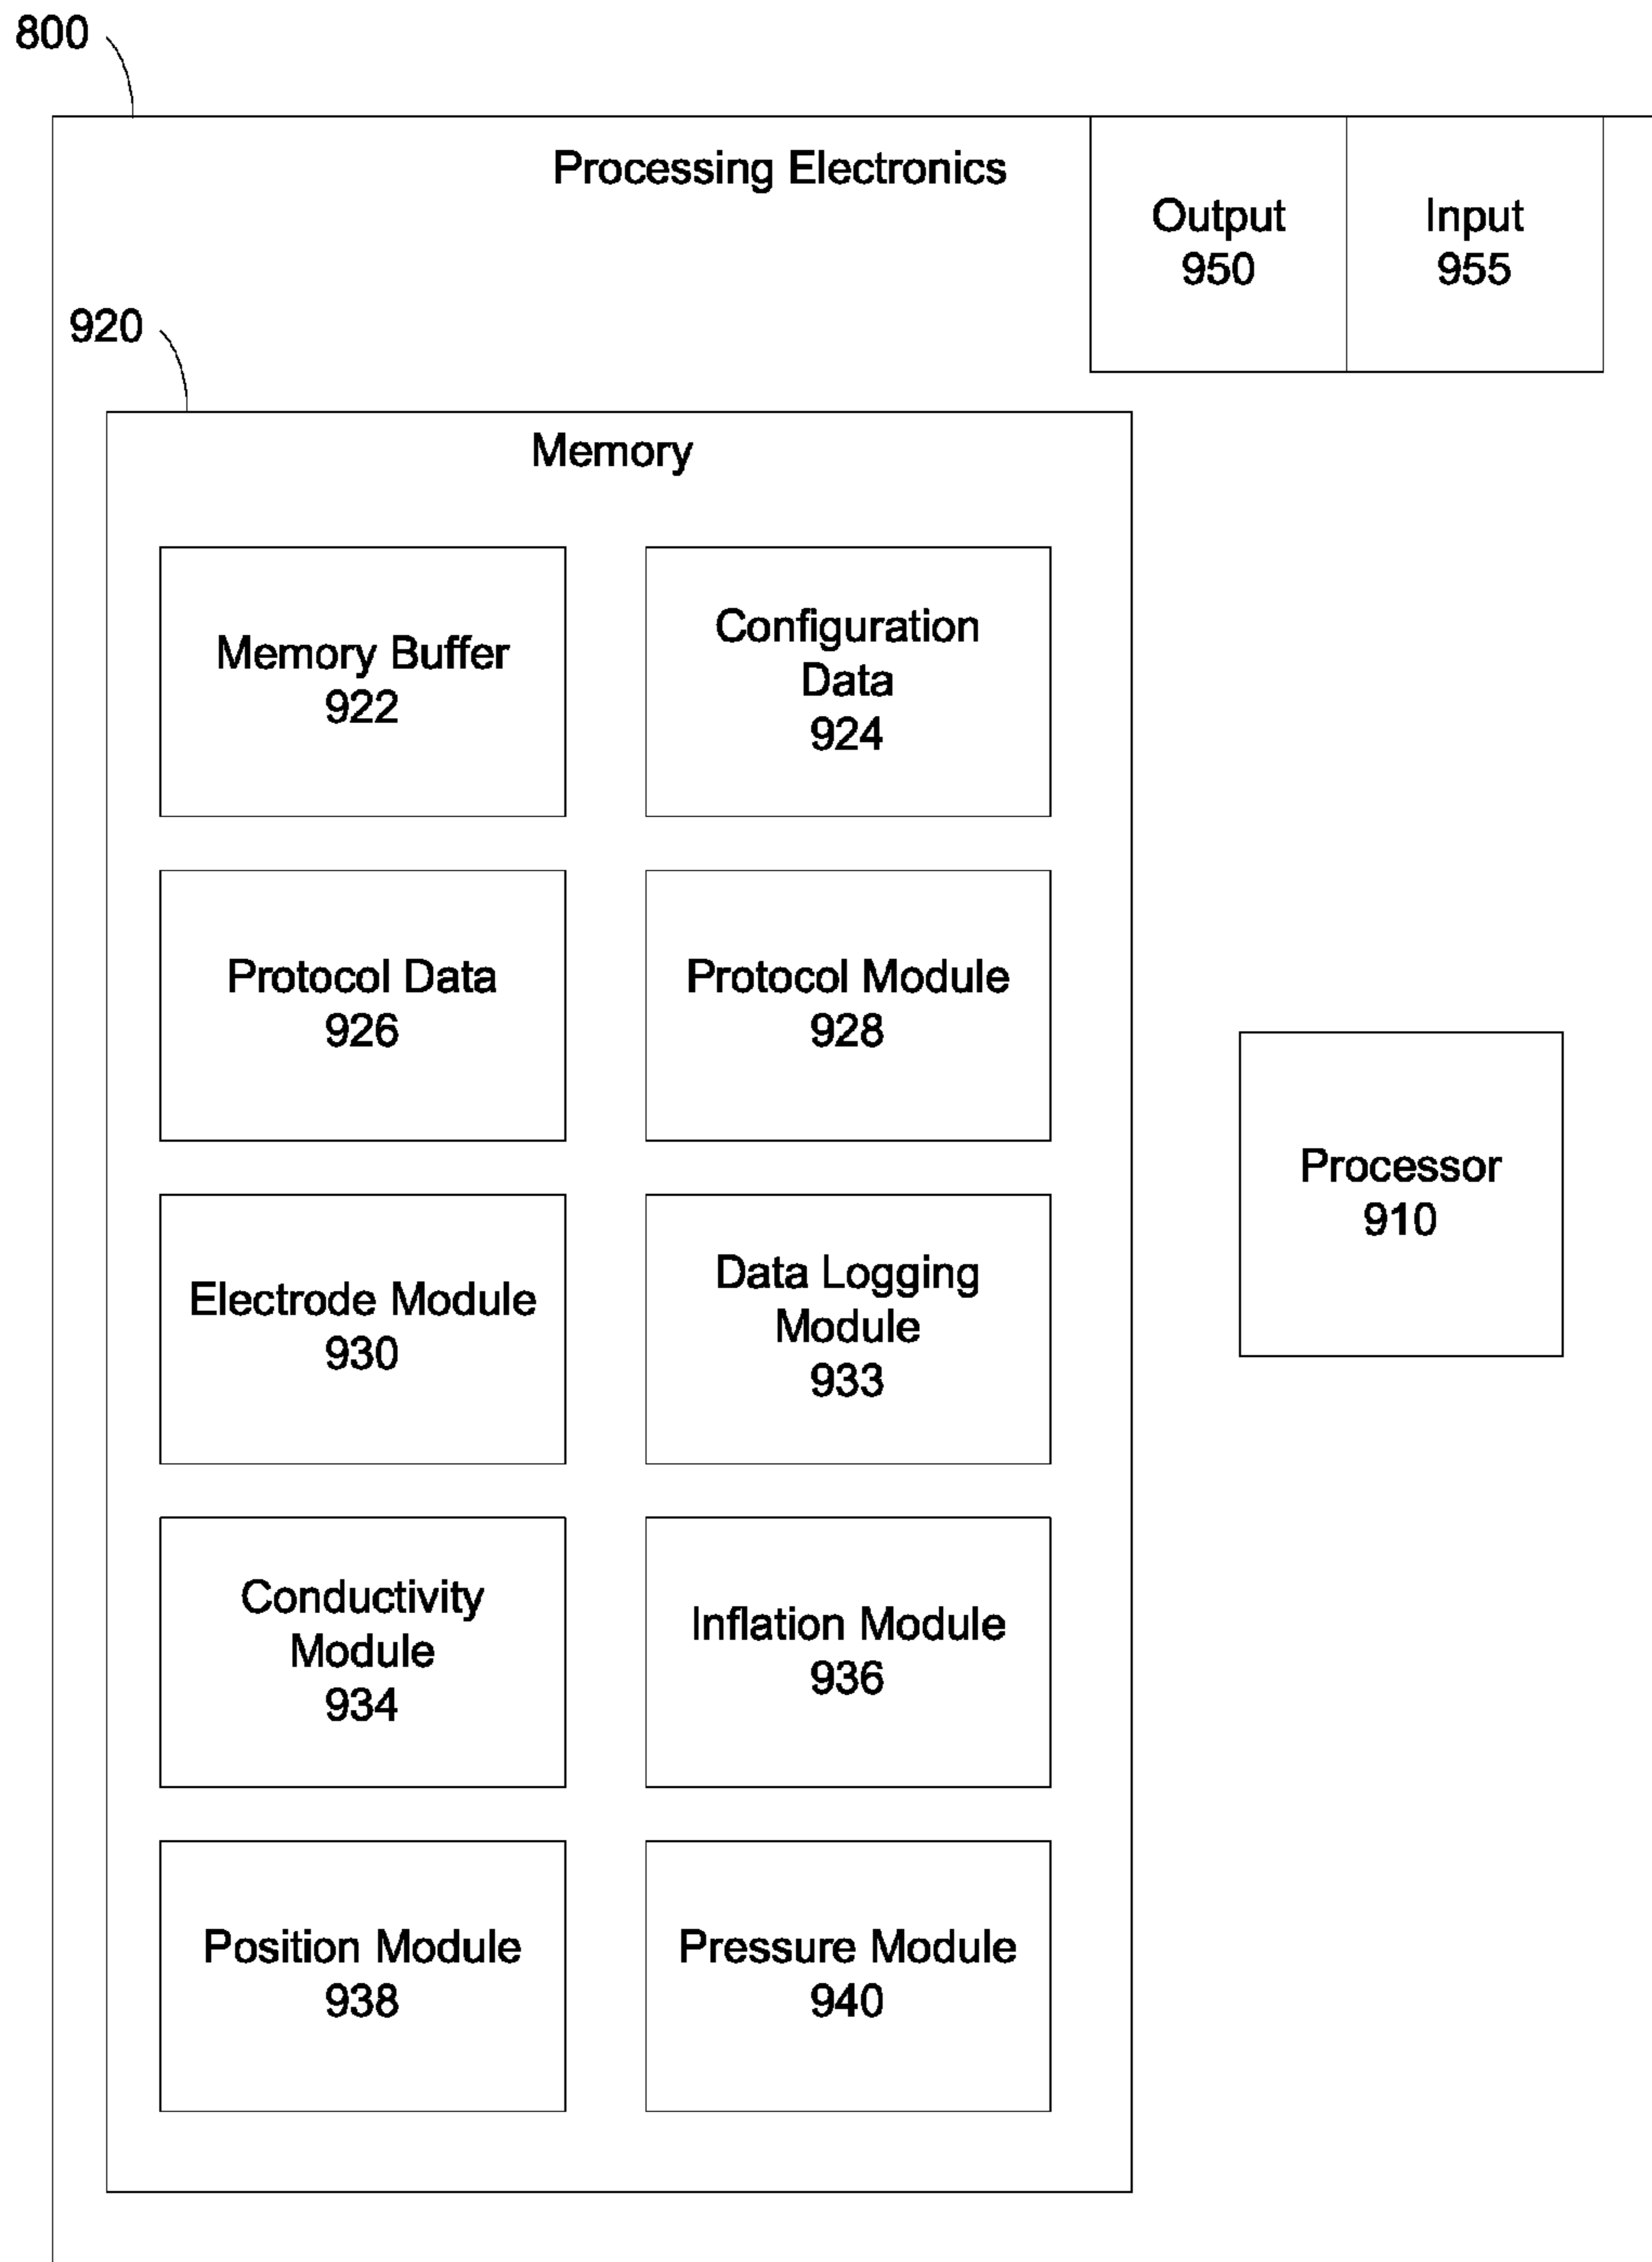 800
Processing Electronics
Output
950
Input
955
920
Memory
Memory Buffer
922
Configuration
Data
924
Protocol Data
926
Protocol Module
928
Electrode Module
930
Data Logging
Module
933
Processor
910
Conductivity
Module
934
Inflation Module
936
Position Module
938
Pressure Module
940